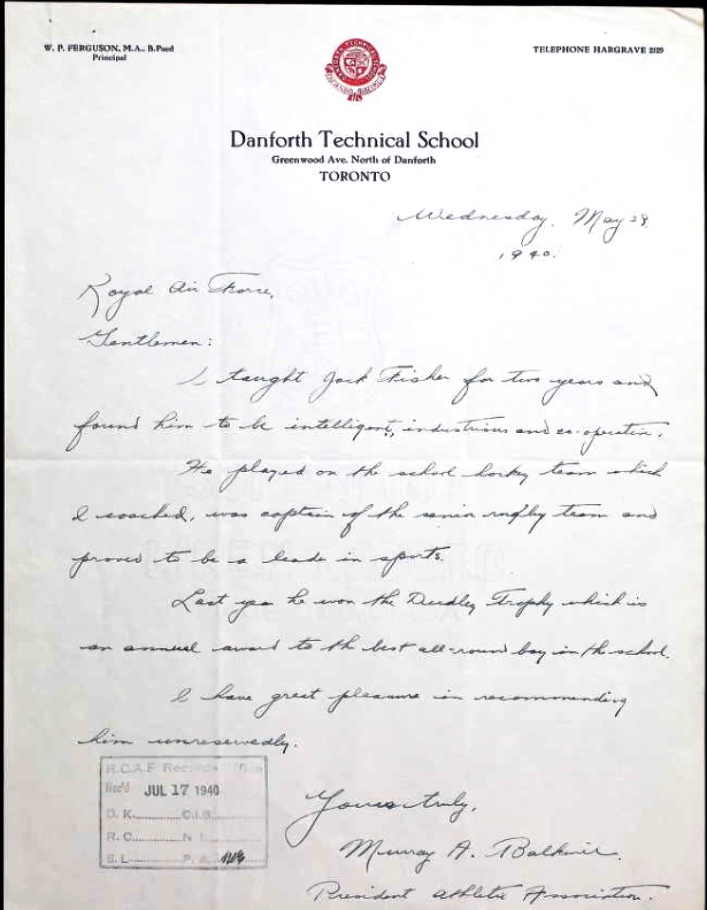 W. P. FERGUSON, M.A., B.Paed
Principal
TELEPHONE HARGRAVE 2129
Danforth Technical School
Greenwood Ave. North of Danforth
TORONTO
Wednesday, May 29
1940.
Royal Air Force,
Gentlemen:
I taught Jack Fisher for two years and
found him to be intelligent, industrious and co-operative.
He played on the school hockey team which
I coached, was captain of the senior rugby team and
proved to be a leader in sports.
Last year he won the Dudley Trophy which is
an annual award to the best all-round boy in the school.
I have great pleasure in recommending
him unreservedly.
R.C.A.F
Rec'd JUL 17 1940
O. K. C.I.B.
R. C. N
S. L. P. A.
Yours truly,
Murray A.
President Athletic Association.